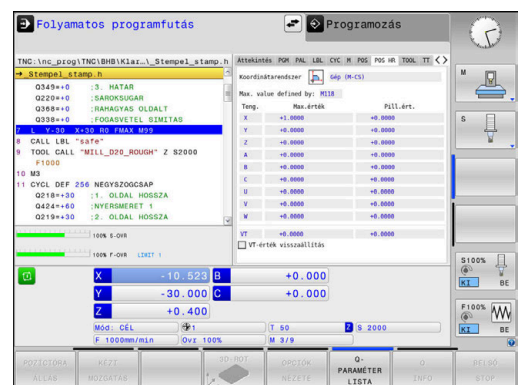 Folyamatos programfutás
Programozás
TNC:\nc_prog\TNC\BHB\Klar…\_Stempel_stamp.h
→_Stempel_stamp.h
Q349=+0 ;3. HATAR
Q220=+0 ;SAROKSUGAR
Q368=+0 ;RAHAGYAS OLDALT
Q338=+0 ;FOGASVETEL SIMITAS
7 L Y-30 X+30 R0 FMAX M99
8 CALL LBL "safe"
9 TOOL CALL "MILL_D20_ROUGH" Z S2000
F1000
10 M3
11 CYCL DEF 256 NEGYSZOGCSAP
Q218=+30 ;1. OLDAL HOSSZA
Q424=+60 ;NYERSMERET 1
Q219=+30 ;2. OLDAL HOSSZA
100% S-OVR
100% F-OVR LIMIT 1
Áttekintés PGM PAL LBL CYC M POS POS HR TOOL TT
Koordinátarendszer Gép (M-CS)
Max. value defined by: M118
Teng. Max.érték Pill.ért.
X +1.0000 +0.0000
Y +0.0000 +0.0000
Z +0.0000 +0.0000
A +0.0000 +0.0000
B +0.0000 +0.0000
C +0.0000 +0.0000
U +0.0000 +0.0000
V +0.0000 +0.0000
W +0.0000 +0.0000
VT +0.0000 +0.0000
VT-érték visszaállítás
X -10.523 B +0.000
Y -30.000 C +0.000
Z +0.400
Mód: CÉL 1 T 50 Z S 2000
F 1000mm/min Ovr 100% M 3/9
M
S
S100%
KI BE
F100%
KI BE
POZÍCIÓRA ÁLLÁS
KÉZI MOZGATÁS
3D-ROT
OPCIÓK NÉZETE
Q-PARAMÉTER LISTA
Q INFO
BELSŐ STOP